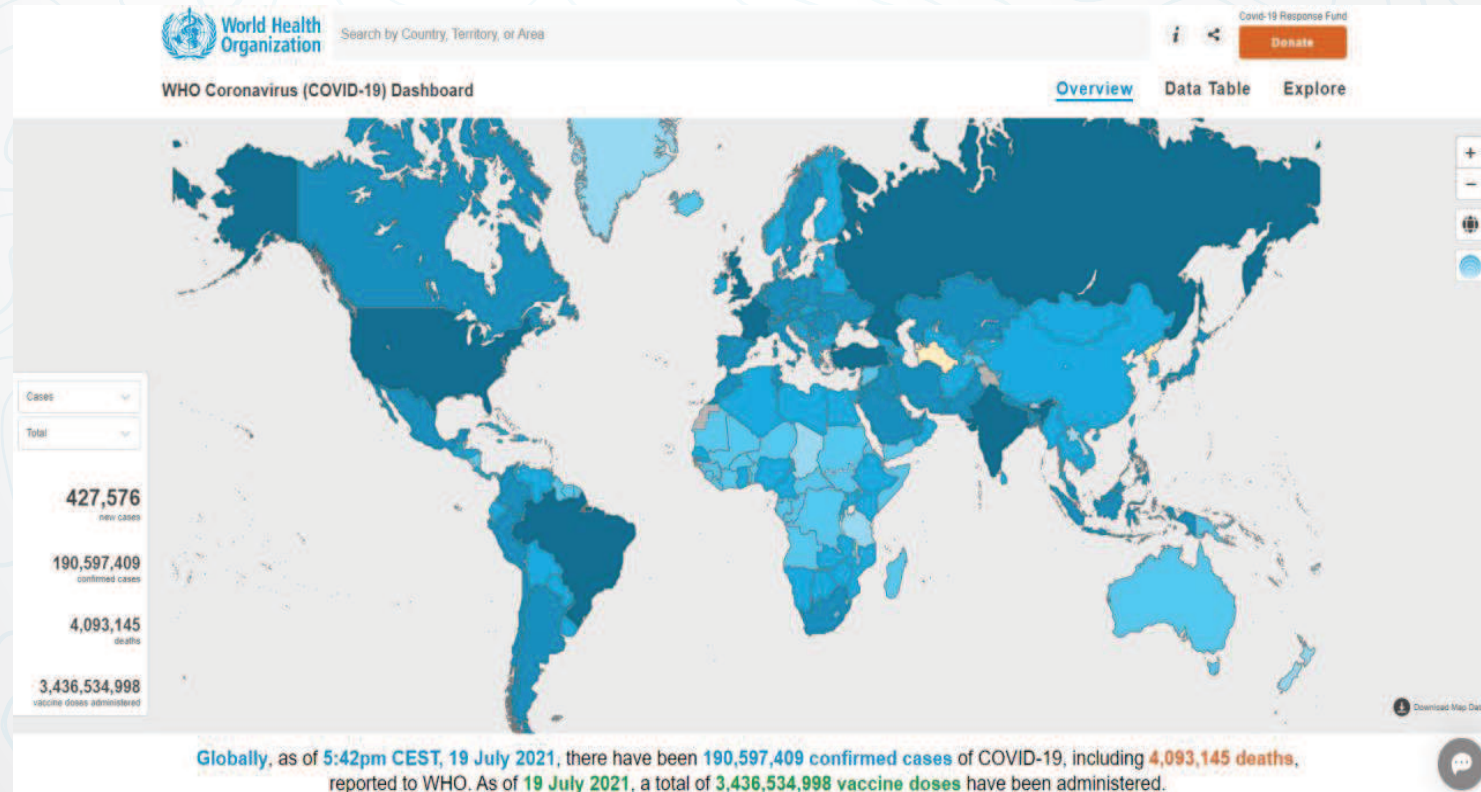 World Health
Organization
Search by Country, Territory, or Area
i
Covid-19 Response Fund
Donate
WHO Coronavirus (COVID-19) Dashboard
Overview
Data Table
Explore
+
−
Cases
Total
427,576
new cases
190,597,409
confirmed cases
4,093,145
deaths
3,436,534,998
vaccine doses administered
Download Map Dat
Globally, as of 5:42pm CEST, 19 July 2021, there have been 190,597,409 confirmed cases of COVID-19, including 4,093,145 deaths,
reported to WHO. As of 19 July 2021, a total of 3,436,534,998 vaccine doses have been administered.